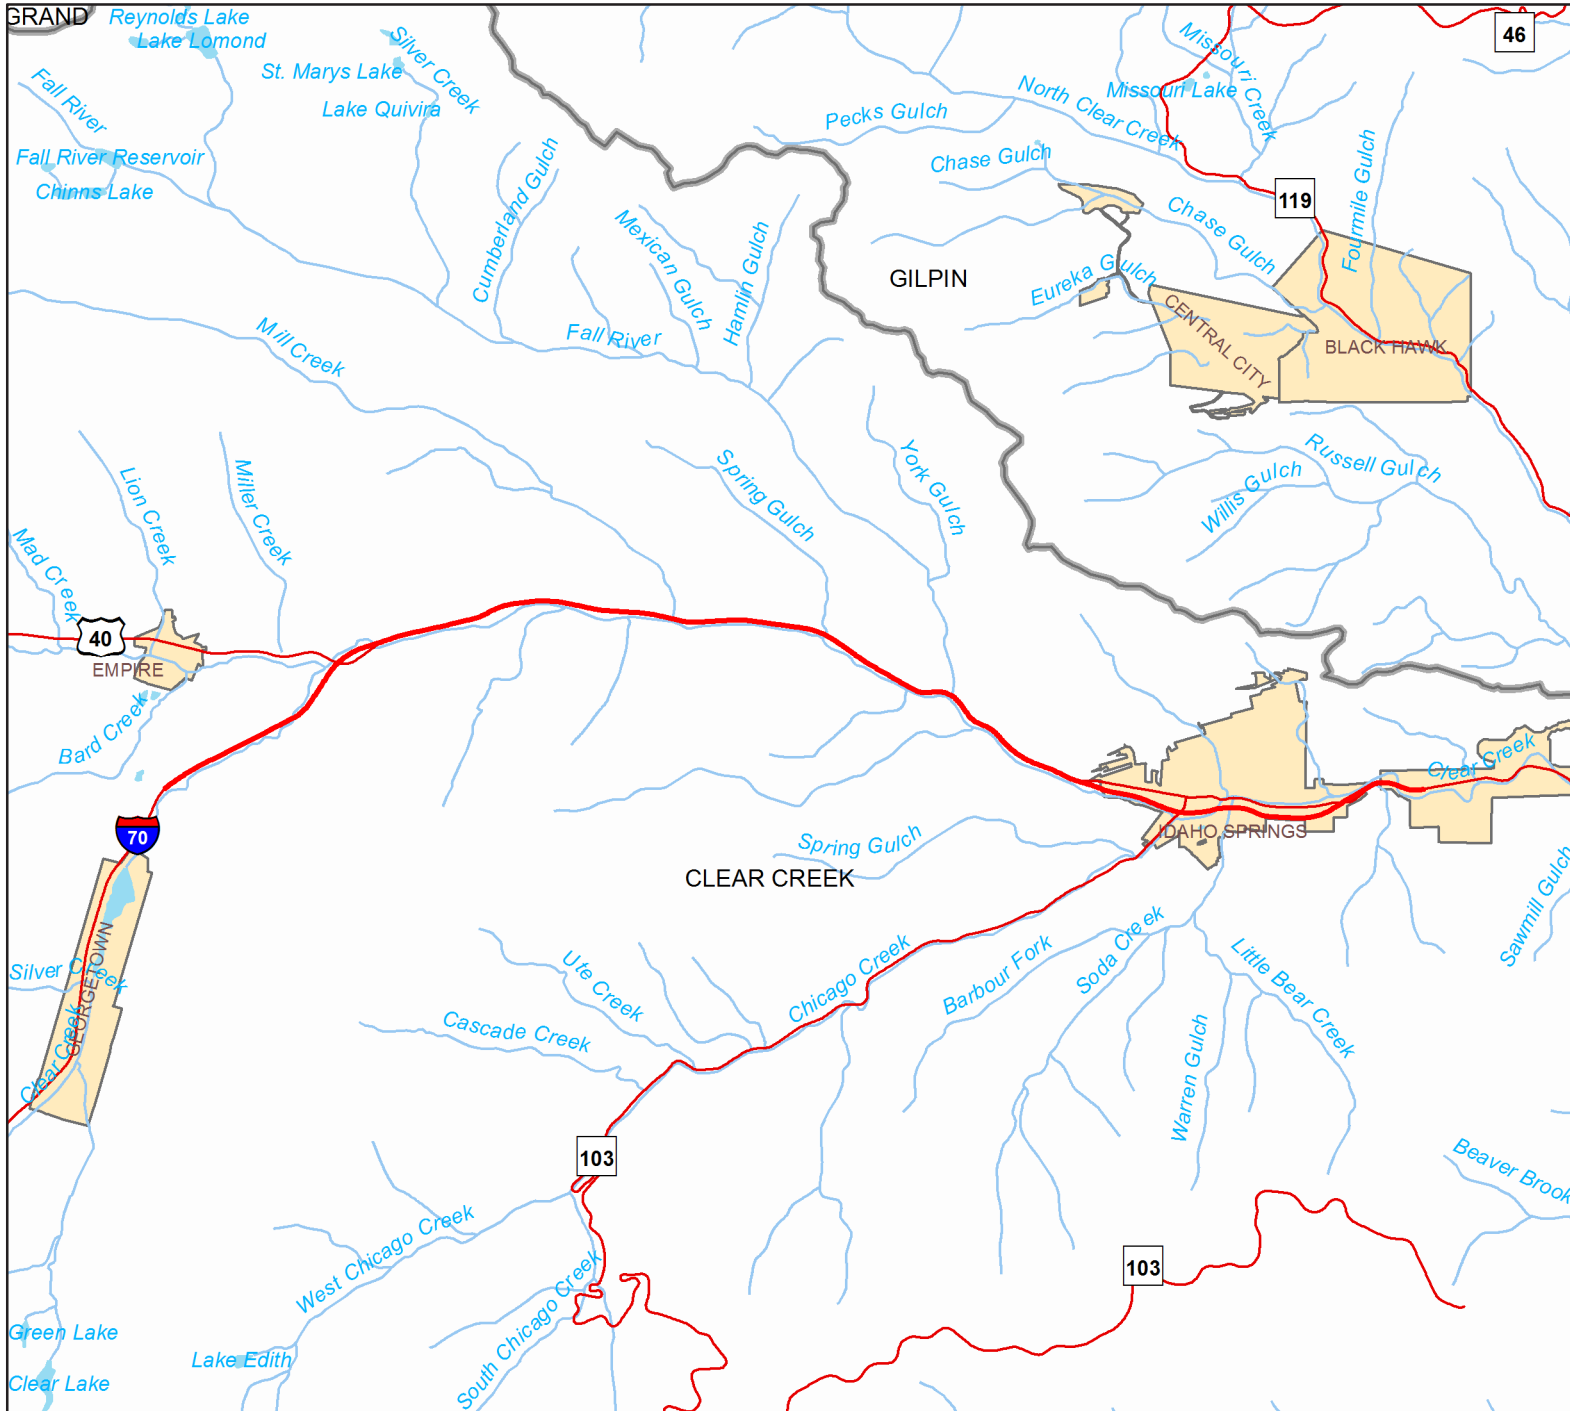 GRAND
Reynolds Lake
Lake Lomond
Silver Creek
St. Marys Lake
Lake Quivira
Fall River
Fall River Reservoir
Chinns Lake
Cumberland Gulch
Mexican Gulch
Hamlin Gulch
Pecks Gulch
North Clear Creek
Missouri Creek
Missouri Lake
46
Chase Gulch
119
Chase Gulch
Fourmile Gulch
GILPIN
Eureka Gulch
CENTRAL CITY
BLACK HAWK
Mill Creek
Fall River
Lion Creek
Miller Creek
Spring Gulch
York Gulch
Russell Gulch
Willis Gulch
Mad Creek
40
EMPIRE
Bard Creek
70
Clear Creek
IDAHO SPRINGS
Spring Gulch
CLEAR CREEK
Sawmill Gulch
GEORGETOWN
Silver Creek
Clear Creek
Ute Creek
Cascade Creek
Chicago Creek
Barbour Fork
Soda Creek
Little Bear Creek
Warren Gulch
103
Beaver Brook
West Chicago Creek
South Chicago Creek
103
Green Lake
Lake Edith
Clear Lake